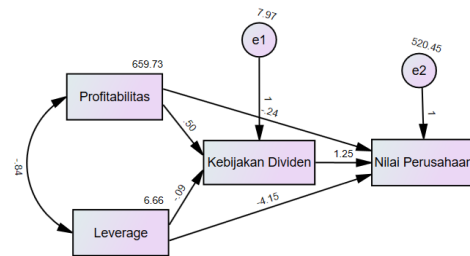 7.97
e1
520.45
e2
659.73
Profitabilitas
1
-.24
1
.50
-.84
Kebijakan Dividen
1.25
Nilai Perusahaan
-.09
6.66
-4.15
Leverage